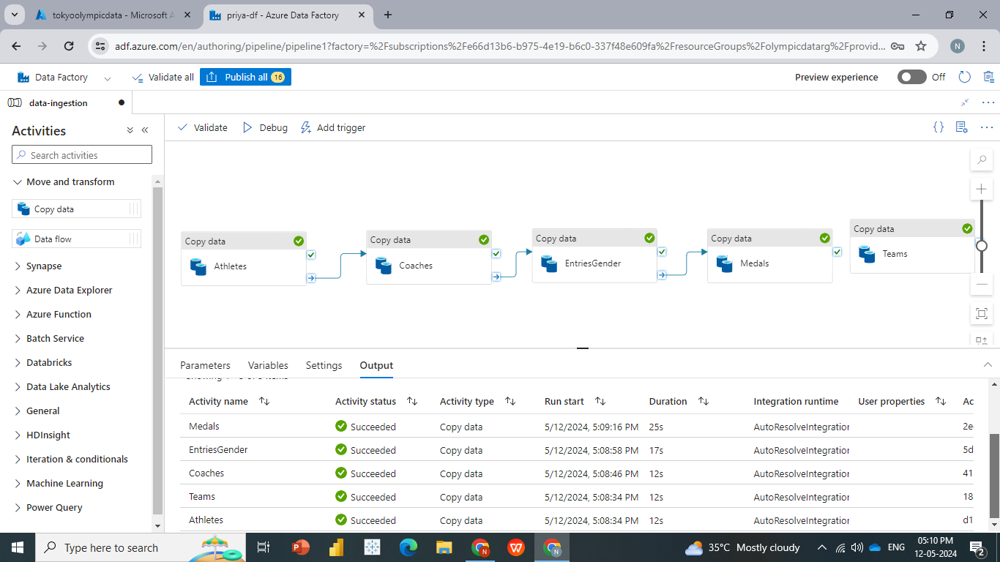 tokyoolympicdata - Microsoft A
priya-df - Azure Data Factory
adf.azure.com/en/authoring/pipeline/pipeline1?factory=%2Fsubscriptions%2Fe66d13b6-b975-4e19-b6c0-337f48e609fa%2FresourceGroups%2Folympicdatarg%2Fprovid...
N
Data Factory
Validate all
Publish all 16
Preview experience
Off
data-ingestion
Activities
Search activities
Move and transform
Copy data
Data flow
Synapse
Azure Data Explorer
Azure Function
Batch Service
Databricks
Data Lake Analytics
General
HDInsight
Iteration & conditionals
Machine Learning
Power Query
Validate
Debug
Add trigger
{}
Copy data
Athletes
Copy data
Coaches
Copy data
EntriesGender
Copy data
Medals
Copy data
Teams
Parameters Variables Settings Output
Activity name Activity status Activity type Run start Duration Integration runtime User properties Ac
Medals Succeeded Copy data 5/12/2024, 5:09:16 PM 25s AutoResolveIntegration 2e
EntriesGender Succeeded Copy data 5/12/2024, 5:08:58 PM 17s AutoResolveIntegration 5d
Coaches Succeeded Copy data 5/12/2024, 5:08:46 PM 12s AutoResolveIntegration 41
Teams Succeeded Copy data 5/12/2024, 5:08:34 PM 12s AutoResolveIntegration 18
Athletes Succeeded Copy data 5/12/2024, 5:08:34 PM 12s AutoResolveIntegration d1
Type here to search
35°C Mostly cloudy
ENG
05:10 PM
12-05-2024
2